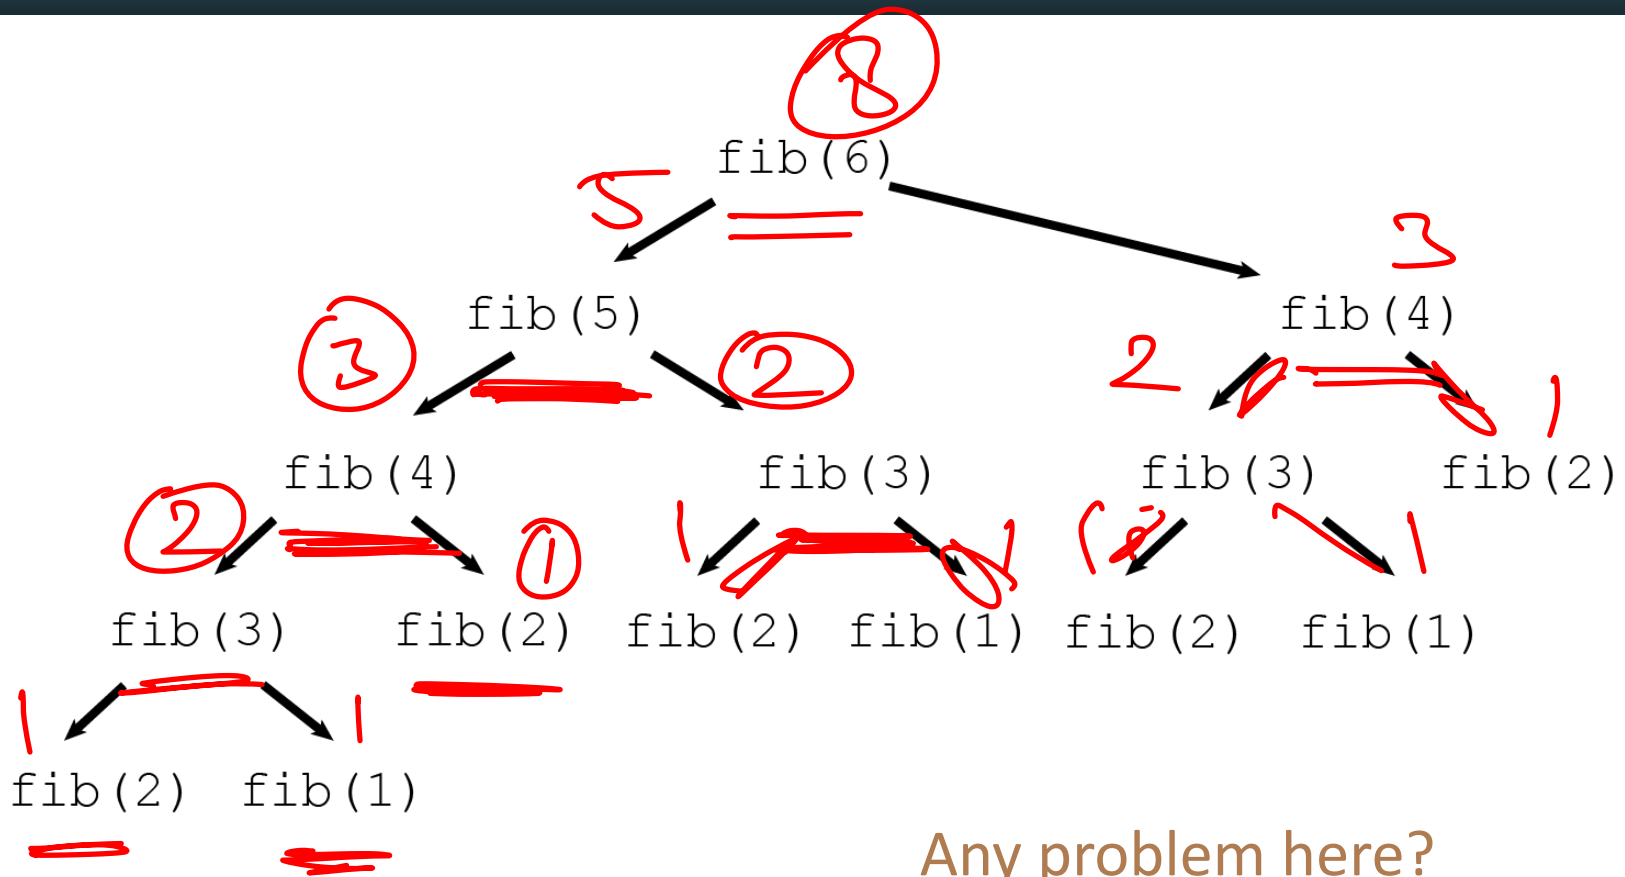 8
fib(6)
5
3
fib(5) fib(4)
3 2 2 1
fib(4) fib(3) fib(3) fib(2)
2 1 1 1 1 1
fib(3) fib(2) fib(2) fib(1) fib(2) fib(1)
1 1
fib(2) fib(1)
Any problem here?